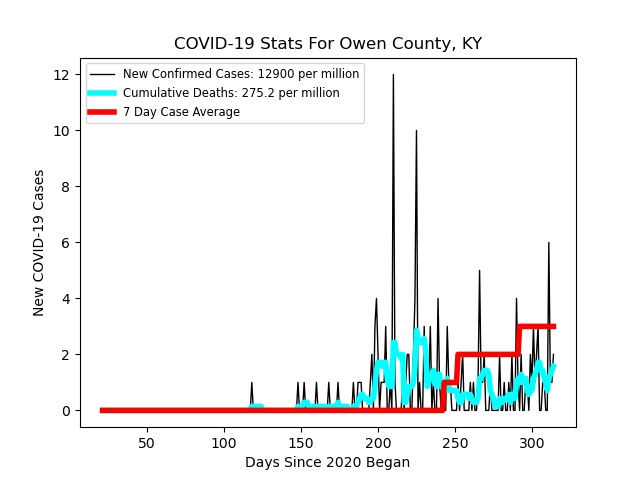 COVID-19 Stats For Owen County, KY
New Confirmed Cases: 12900 per million
Cumulative Deaths: 275.2 per million
7 Day Case Average
New COVID-19 Cases
12
10
8
6
4
2
0
50 100 150 200 250 300
Days Since 2020 Began